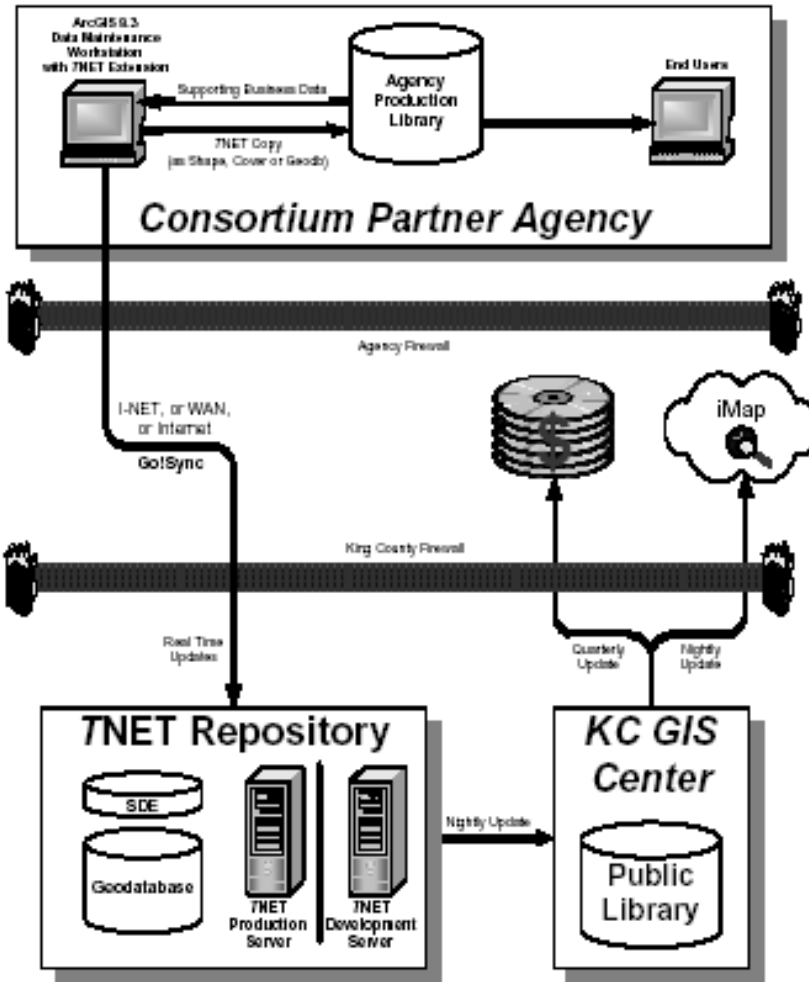 ArcGIS 8.3
Data Maintenance
Workstation
with TNET Extension
Supporting Business Data
TNET Copy
(as Shape, Cover or Geodb)
Agency
Production
Library
End Users
Consortium Partner Agency
Agency Firewall
I-NET, or WAN,
or Internet
Go!Sync
$
iMap
King County Firewall
Real Time
Updates
Quarterly
Update
Nightly
Update
TNET Repository
SDE
Geodatabase
TNET
Production
Server
TNET
Development
Server
Nightly Update
KC GIS
Center
Public
Library